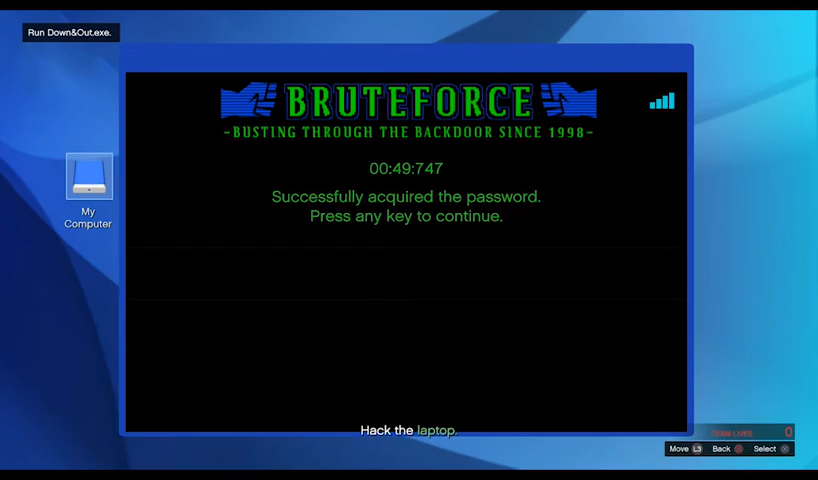 Run Down&Out.exe.
BRUTEFORCE
-BUSTING THROUGH THE BACKDOOR SINCE 1998-
00:49:747
Successfully acquired the password.
Press any key to continue.
My
Computer
Hack the laptop.
TEAM LIVES 0
Move L3 Back Select